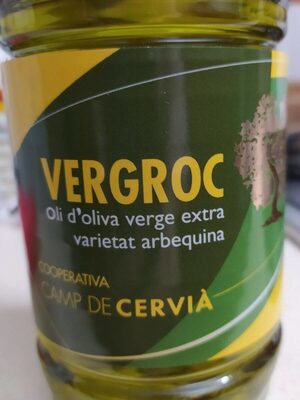 VERGROC
oli d'oliva verge extra
varietat arbequina
COOPERATIVA
CAMP DE CERVIÀ